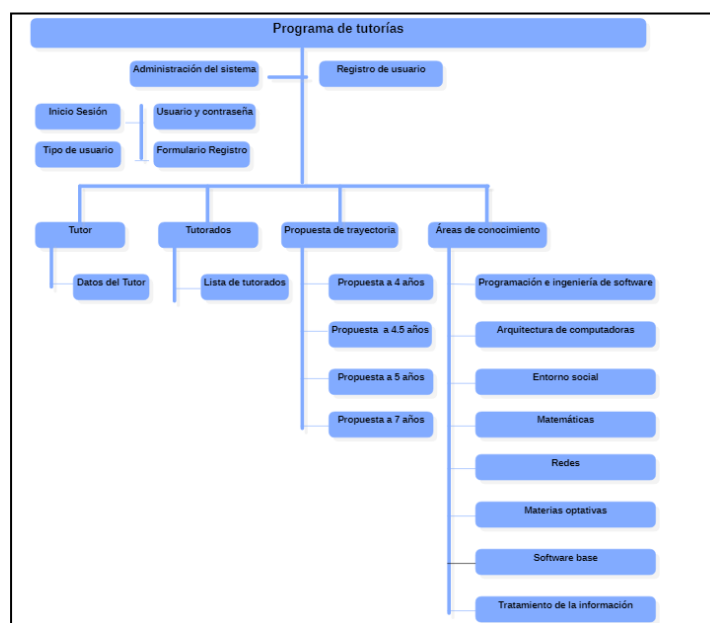 Programa de tutorías
Administración del sistema
Registro de usuario
Inicio Sesión
Usuario y contraseña
Tipo de usuario
Formulario Registro
Tutor
Tutorados
Propuesta de trayectoria
Áreas de conocimiento
Datos del Tutor
Lista de tutorados
Propuesta a 4 años
Programación e ingeniería de software
Propuesta a 4.5 años
Arquitectura de computadoras
Propuesta a 5 años
Entorno social
Propuesta a 7 años
Matemáticas
Redes
Materias optativas
Software base
Tratamiento de la información